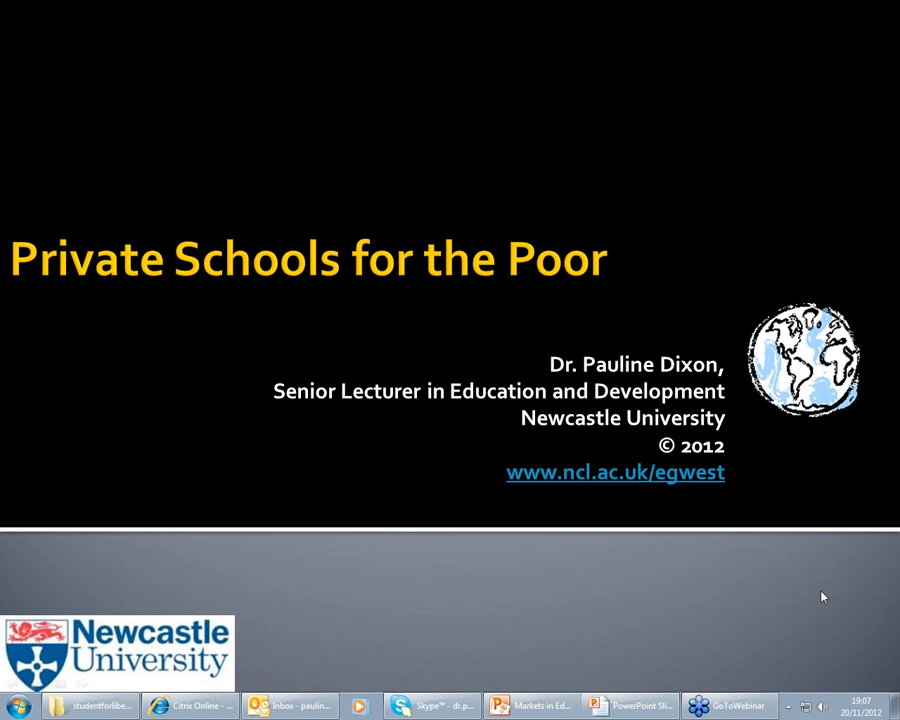 Private Schools for the Poor
Dr. Pauline Dixon,
Senior Lecturer in Education and Development
Newcastle University
© 2012
www.ncl.ac.uk/egwest
Newcastle
University
studentforlibe... Citrix Online - ... Inbox - paulin... Skype™ - dr.p... Markets in Ed... PowerPoint Sli... GoToWebinar 19:07
20/11/2012